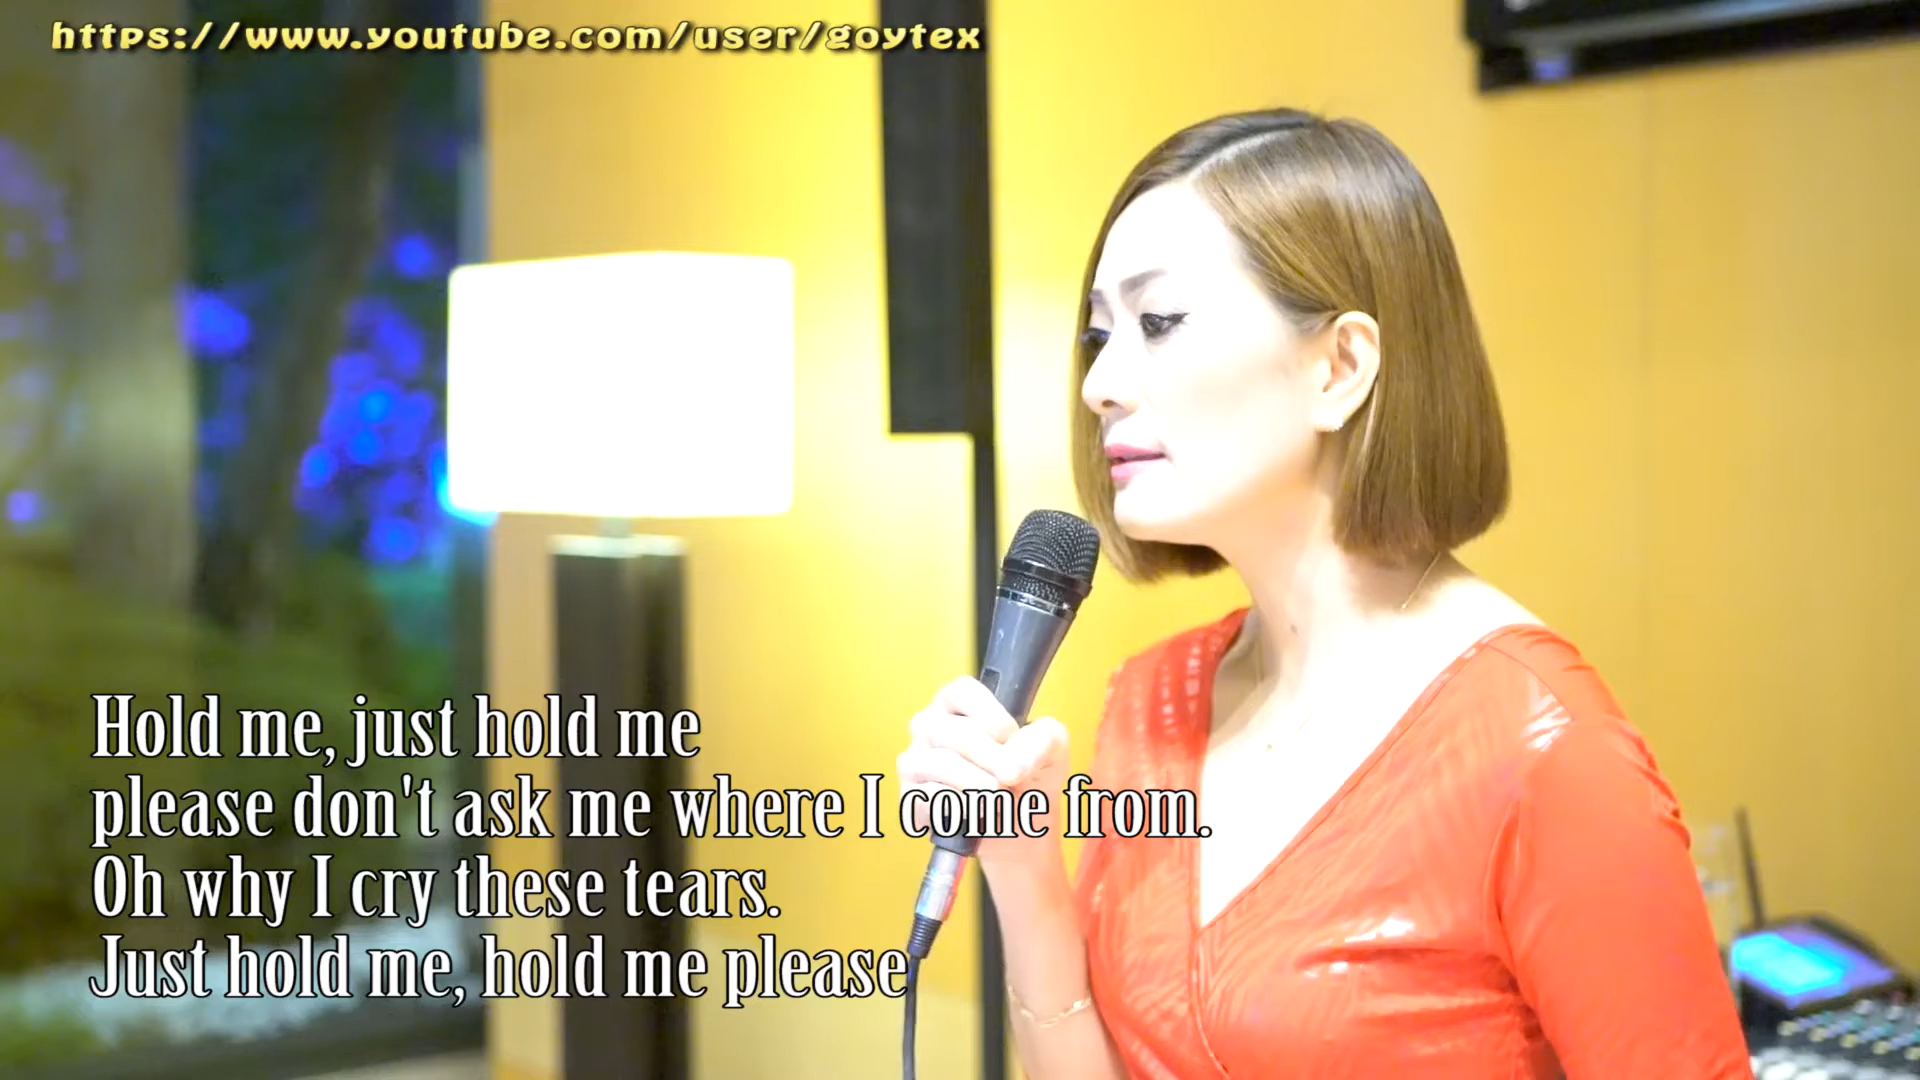 https://www.youtube.com/user/goytex
Hold me, just hold me
please don't ask me where I come from.
Oh why I cry these tears.
Just hold me, hold me please